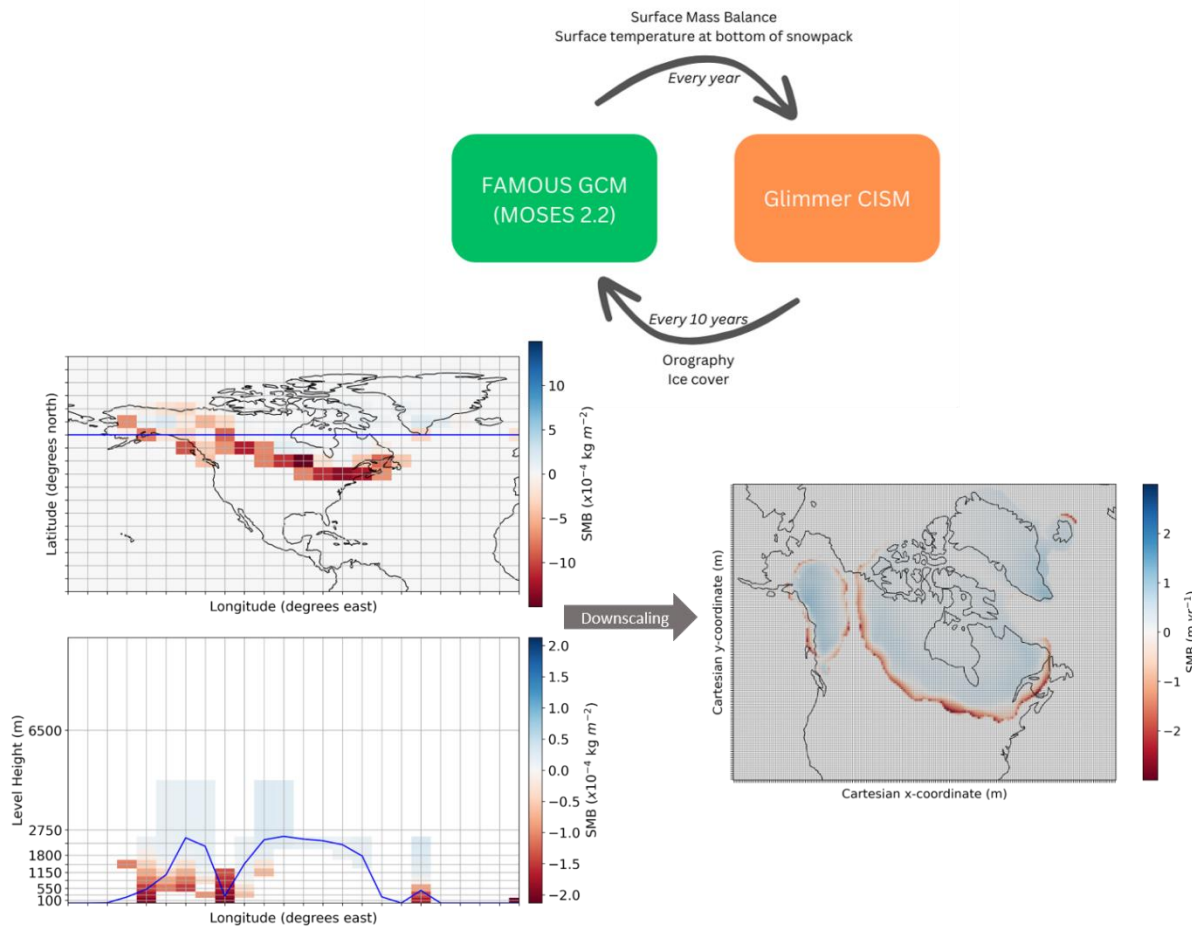 Surface Mass Balance
Surface temperature at bottom of snowpack
Every year
FAMOUS GCM
(MOSES 2.2)
Glimmer CISM
Every 10 years
Orography
Ice cover
Latitude (degrees north)
Longitude (degrees east)
10
5
0
−5
−10
SMB (x10⁻⁴ kg m⁻²)
Downscaling
Level Height (m)
6500
2750
1800
1150
550
100
Longitude (degrees east)
2.0
1.5
1.0
0.5
0.0
−0.5
−1.0
−1.5
−2.0
SMB (x10⁻⁴ kg m⁻²)
Cartesian y-coordinate (m)
Cartesian x-coordinate (m)
2
1
0
−1
−2
SMB (m yr⁻¹)